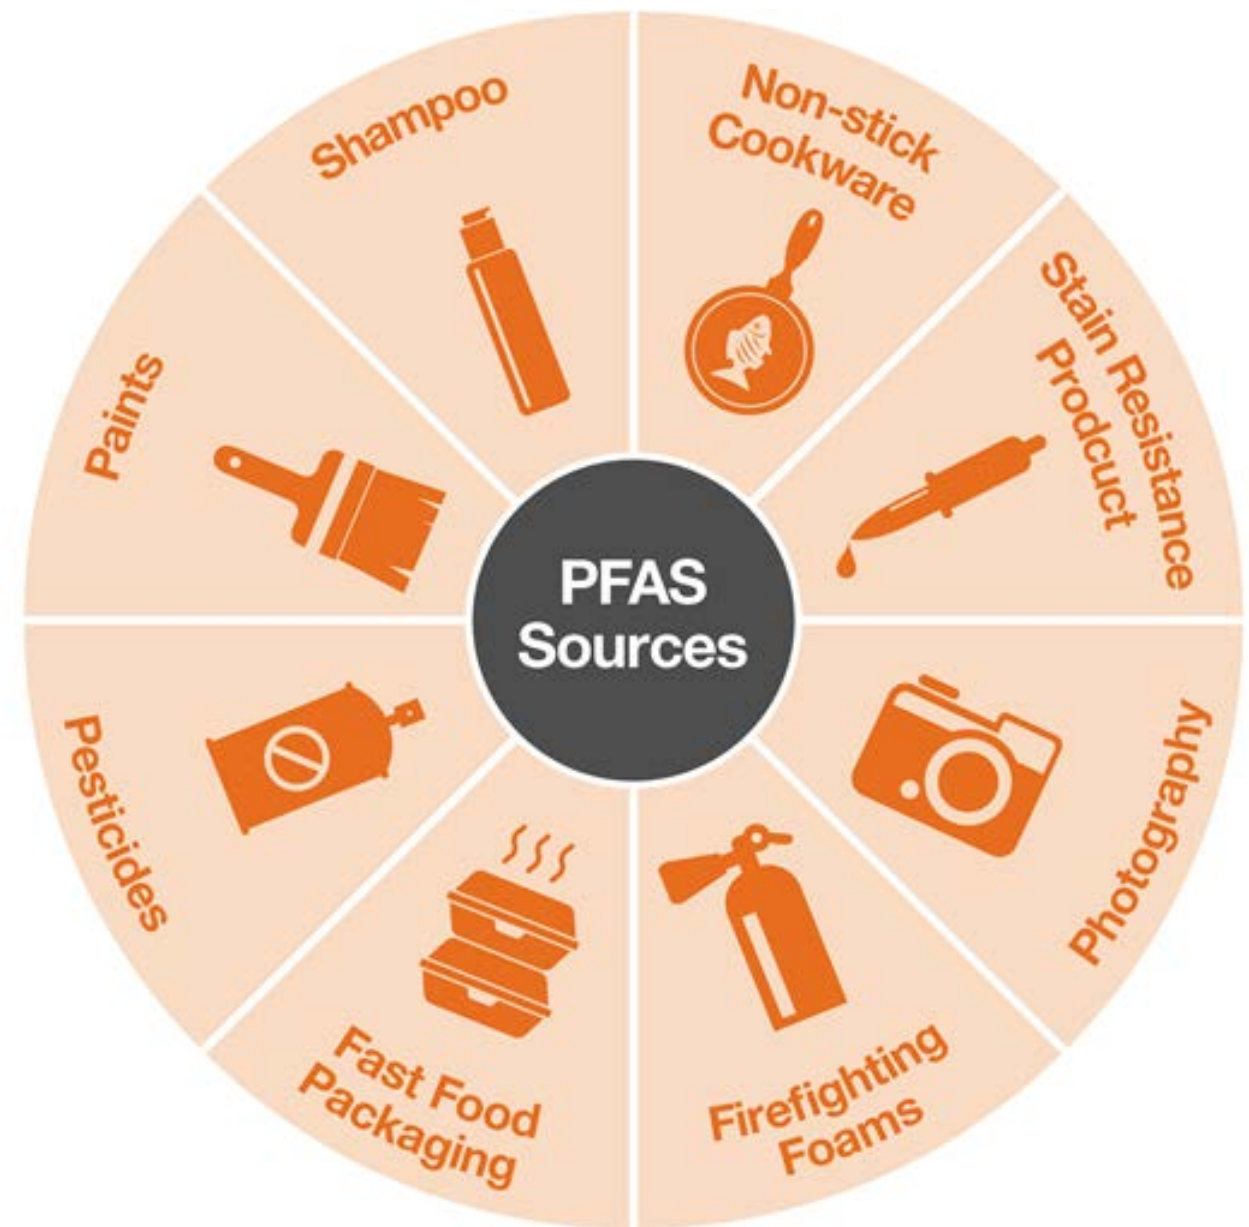 PFAS
Sources
Non-stick
Cookware
Stain Resistance
Prodcuct
Photography
Firefighting
Foams
Fast Food
Packaging
Pesticides
Paints
Shampoo